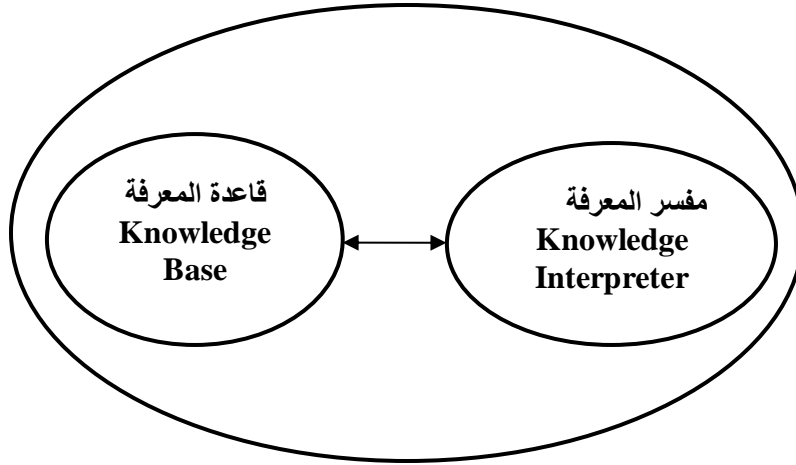 قاعدة المعرفة
Knowledge
Base
مفسر المعرفة
Knowledge
Interpreter